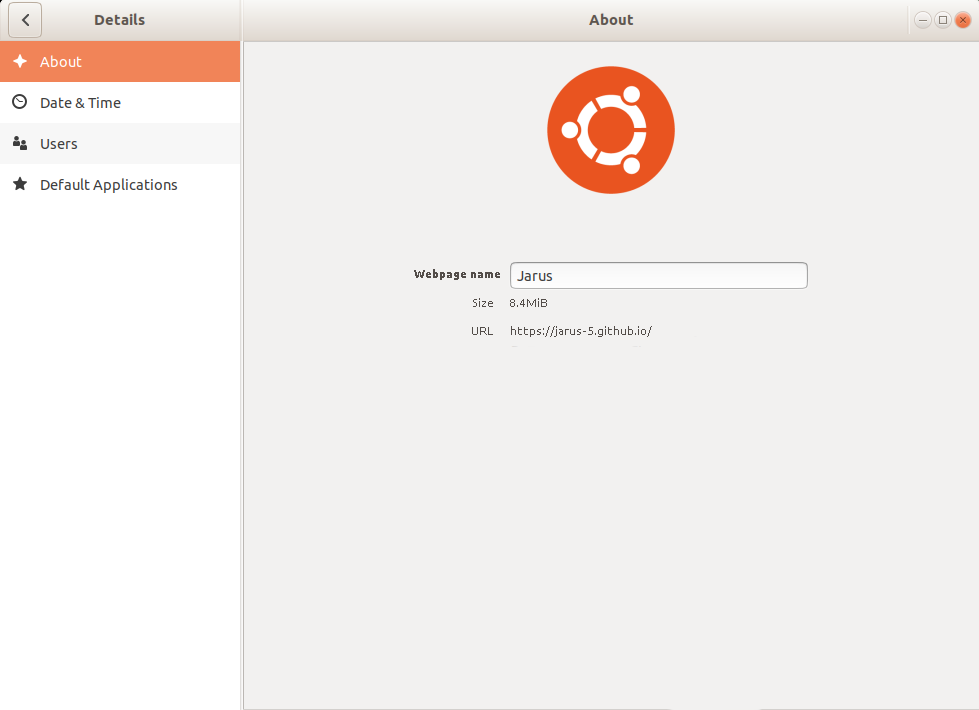 Details
About
About
Date & Time
Users
Default Applications
Webpage name
Jarus
Size
8.4MiB
URL
https://jarus-5.github.io/